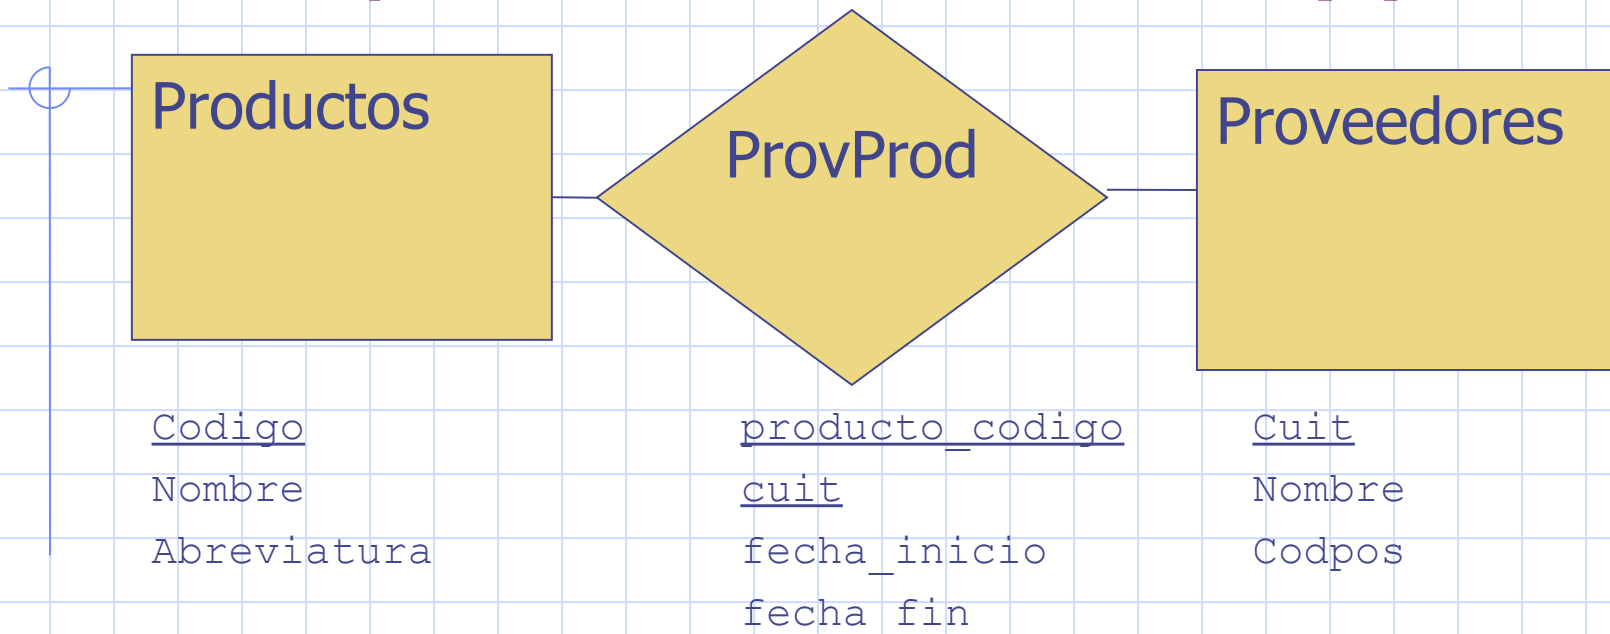 Productos
ProvProd
Proveedores
Codigo
Nombre
Abreviatura
producto_codigo
cuit
fecha_inicio
fecha_fin
Cuit
Nombre
Codpos